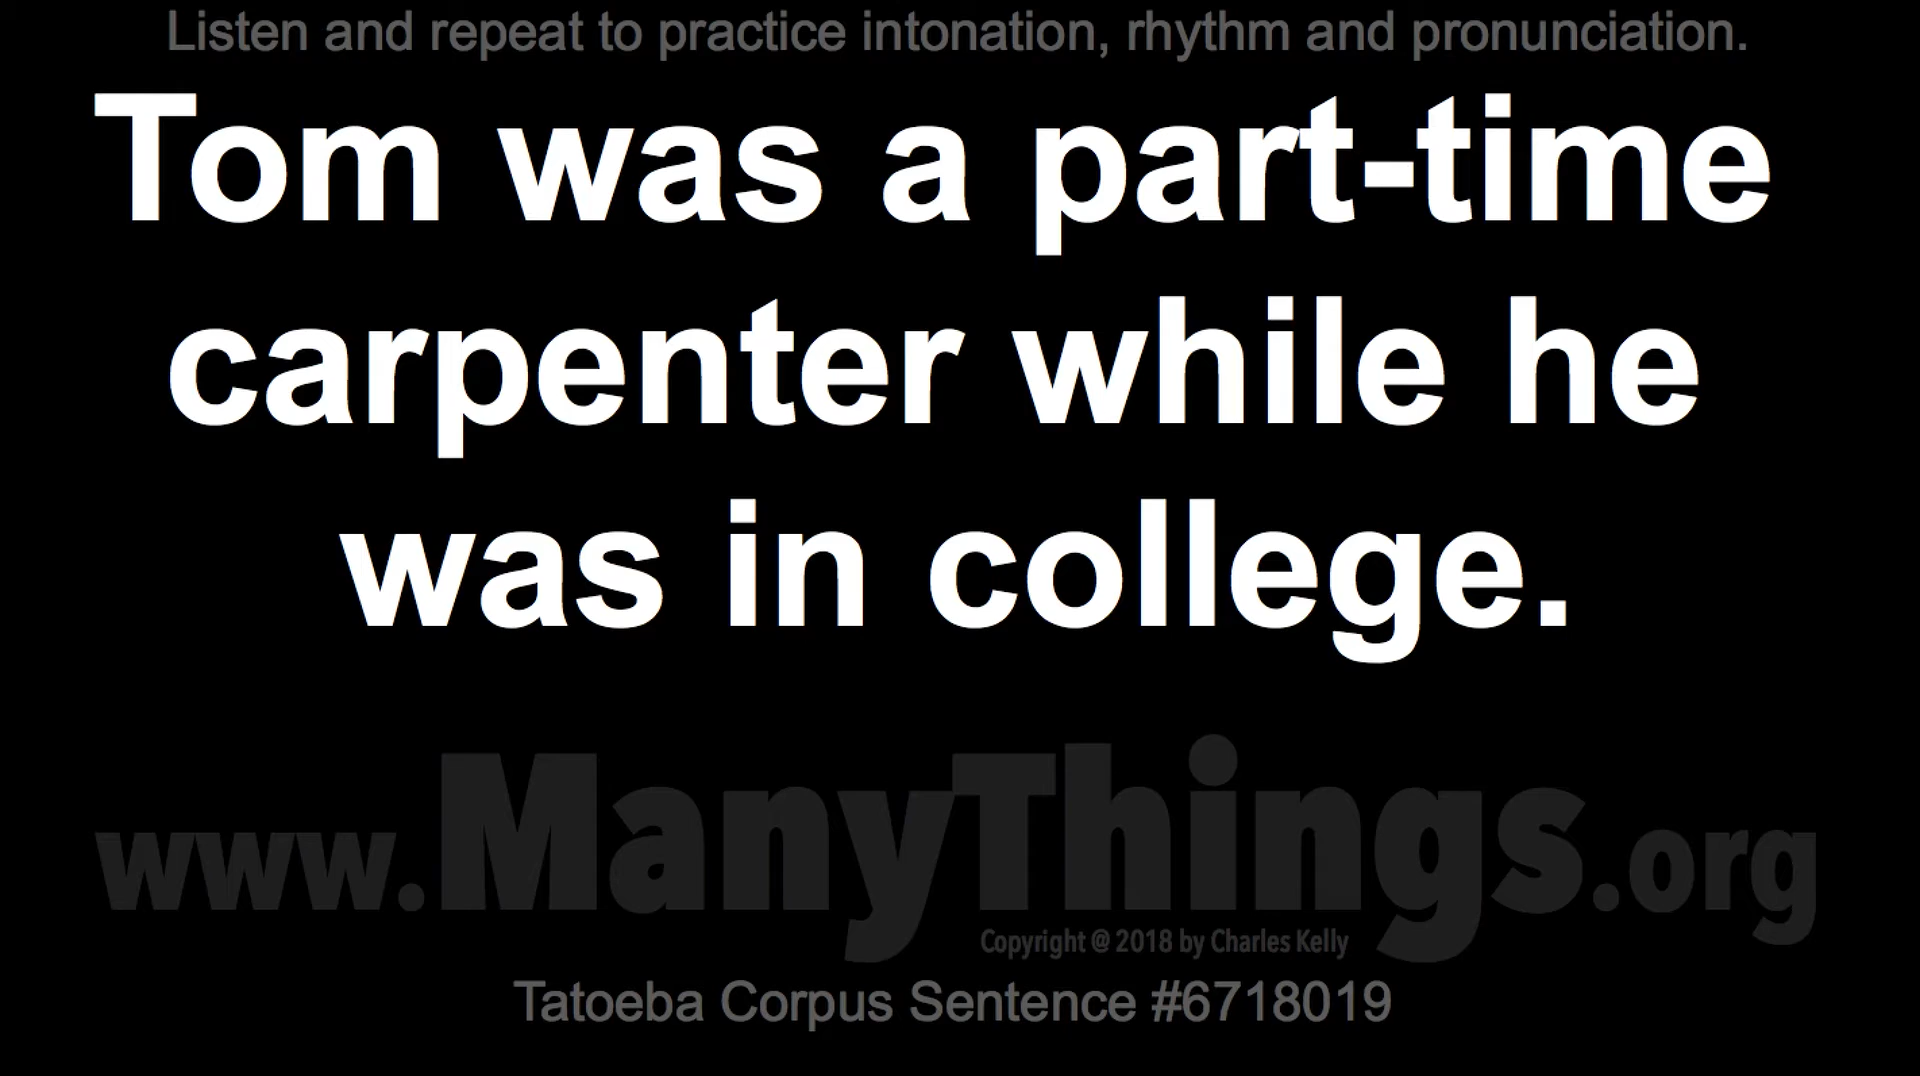 Listen and repeat to practice intonation, rhythm and pronunciation.
Tom was a part-time
carpenter while he
was in college.
www.ManyThings.org
Copyright @ 2018 by Charles Kelly
Tatoeba Corpus Sentence #6718019